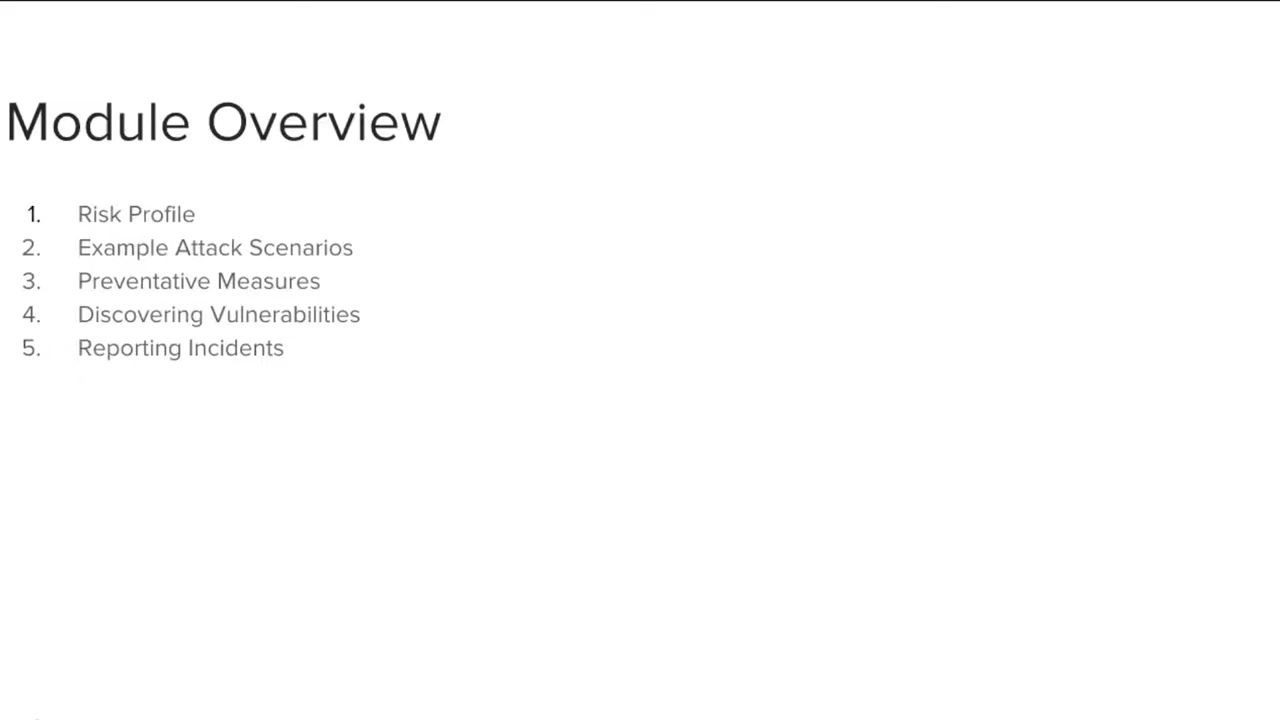 Module Overview
1. Risk Profile
2. Example Attack Scenarios
3. Preventative Measures
4. Discovering Vulnerabilities
5. Reporting Incidents